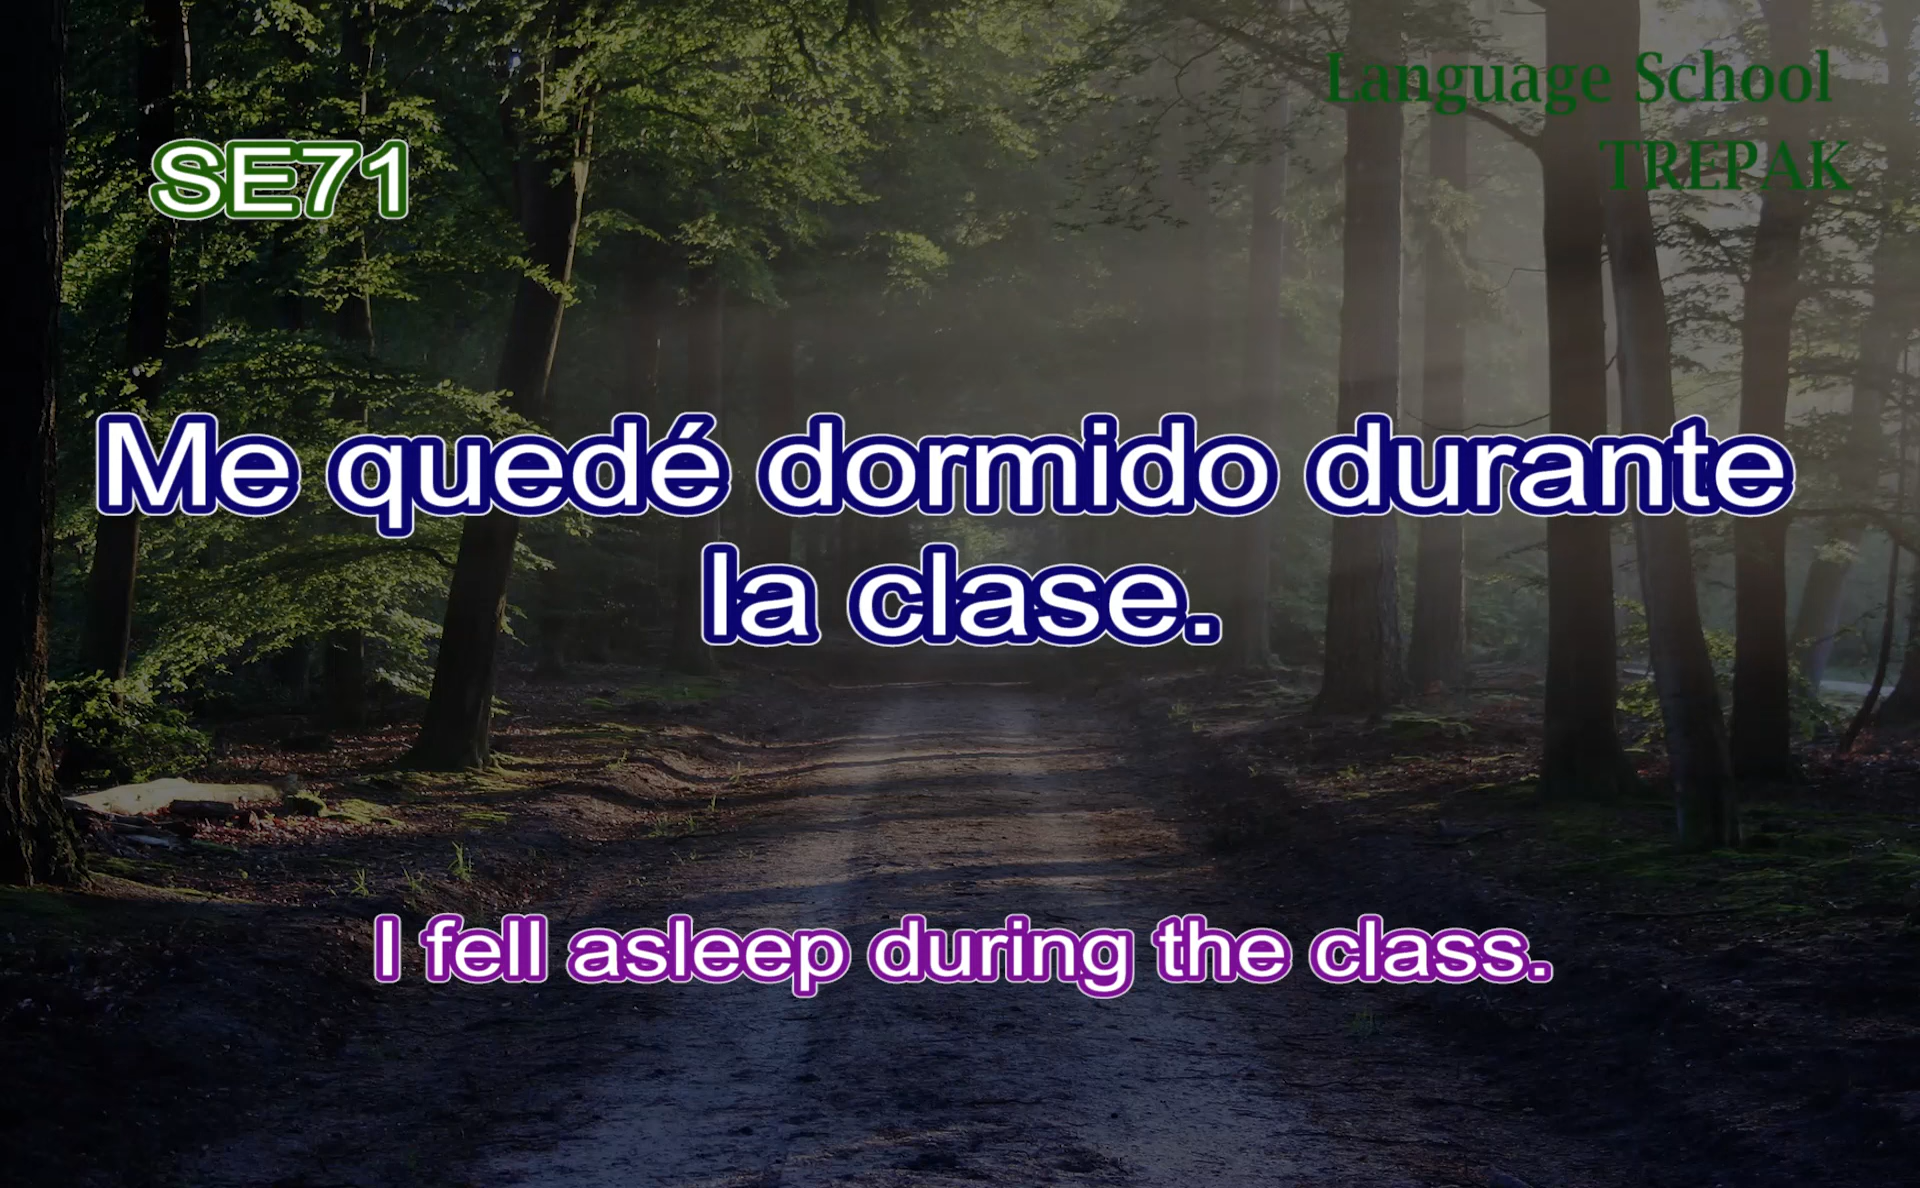 Language School
TREPAK
SE71
Me quedé dormido durante
la clase.
I fell asleep during the class.